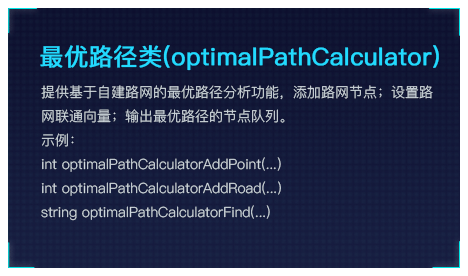 最优路径类(optimalPathCalculator)
提供基于自建路网的最优路径分析功能，添加路网节点；设置路
网联通向量；输出最优路径的节点队列。
示例：
int optimalPathCalculatorAddPoint(...)
int optimalPathCalculatorAddRoad(...)
string optimalPathCalculatorFind(...)